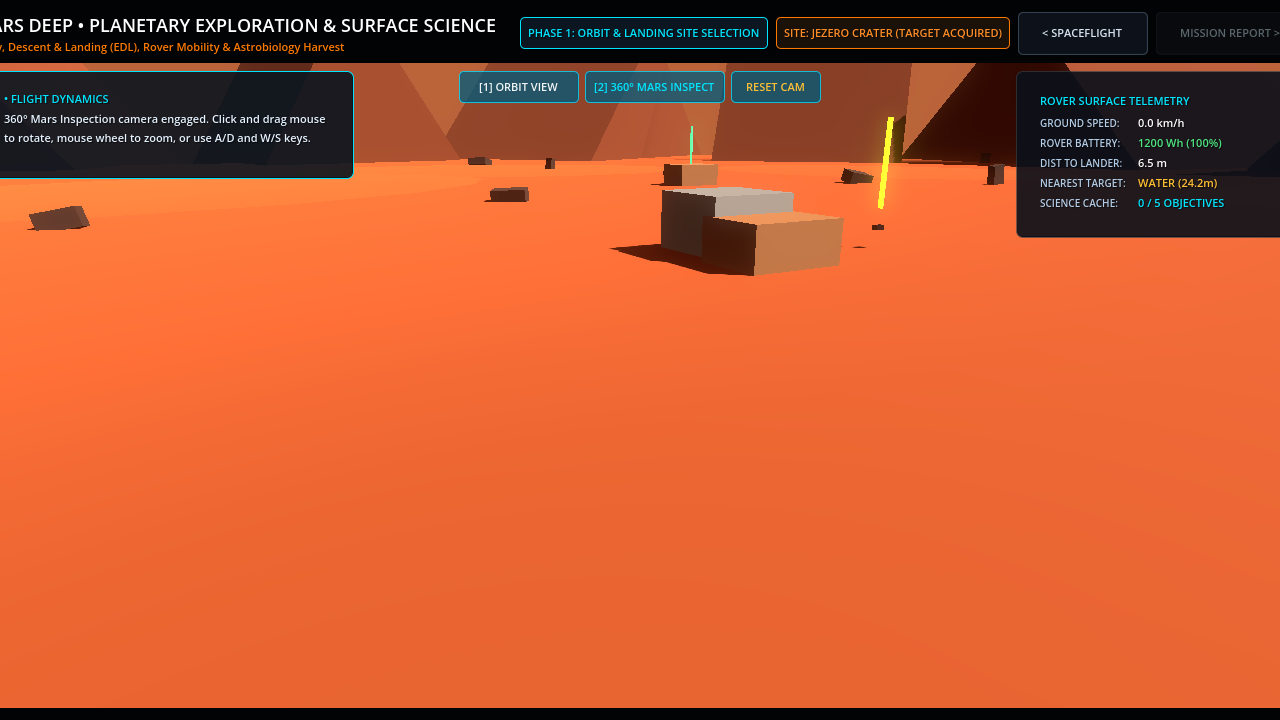 ARS DEEP • PLANETARY EXPLORATION & SURFACE SCIENCE
, Descent & Landing (EDL), Rover Mobility & Astrobiology Harvest
PHASE 1: ORBIT & LANDING SITE SELECTION
SITE: JEZERO CRATER (TARGET ACQUIRED)
< SPACEFLIGHT
MISSION REPORT >
• FLIGHT DYNAMICS
360° Mars Inspection camera engaged. Click and drag mouse
to rotate, mouse wheel to zoom, or use A/D and W/S keys.
[1] ORBIT VIEW
[2] 360° MARS INSPECT
RESET CAM
ROVER SURFACE TELEMETRY
GROUND SPEED: 0.0 km/h
ROVER BATTERY: 1200 Wh (100%)
DIST TO LANDER: 6.5 m
NEAREST TARGET: WATER (24.2m)
SCIENCE CACHE: 0 / 5 OBJECTIVES